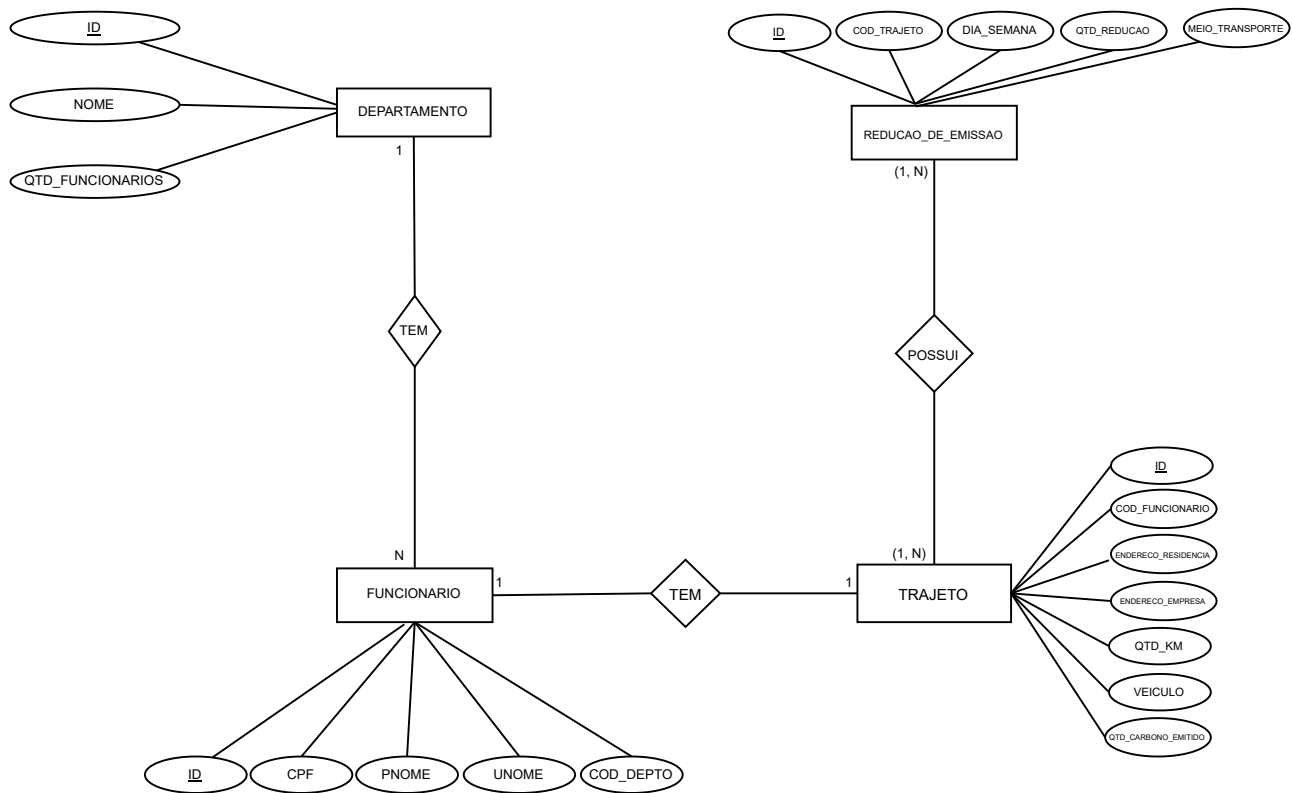 ID
NOME
QTD_FUNCIONARIOS
DEPARTAMENTO
1
TEM
N
FUNCIONARIO
ID
CPF
PNOME
UNOME
COD_DEPTO
1
TEM
1
ID
COD_TRAJETO
DIA_SEMANA
QTD_REDUCAO
MEIO_TRANSPORTE
REDUCAO_DE_EMISSAO
(1, N)
POSSUI
(1, N)
TRAJETO
ID
COD_FUNCIONARIO
ENDERECO_RESIDENCIA
ENDERECO_EMPRESA
QTD_KM
VEICULO
QTD_CARBONO_EMITIDO